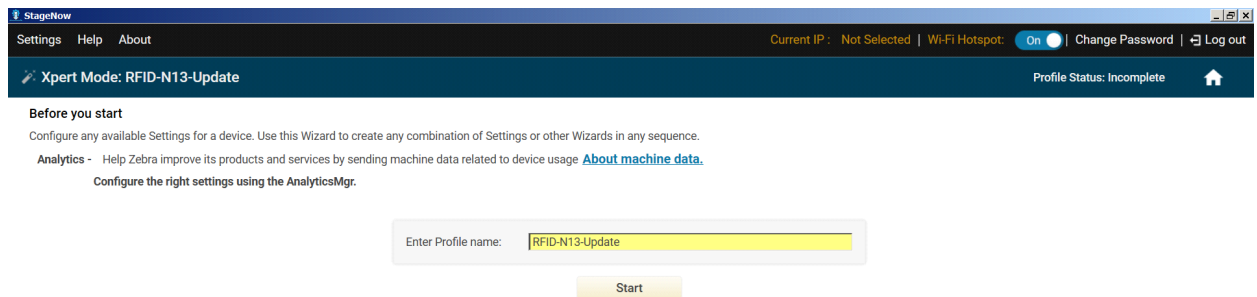 StageNow
Settings Help About Current IP : Not Selected | Wi-Fi Hotspot: On | Change Password | Log out
Xpert Mode: RFID-N13-Update Profile Status: Incomplete
Before you start
Configure any available Settings for a device. Use this Wizard to create any combination of Settings or other Wizards in any sequence.
Analytics - Help Zebra improve its products and services by sending machine data related to device usage About machine data.
Configure the right settings using the AnalyticsMgr.
Enter Profile name: RFID-N13-Update
Start